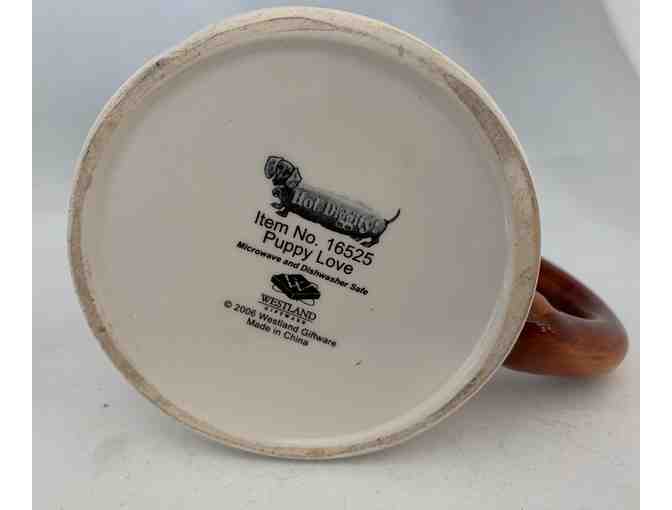 Hot Diggity
Item No. 16525
Puppy Love
Microwave and Dishwasher Safe
WESTLAND
GIFTWARE
© 2006 Westland Giftware
Made in China